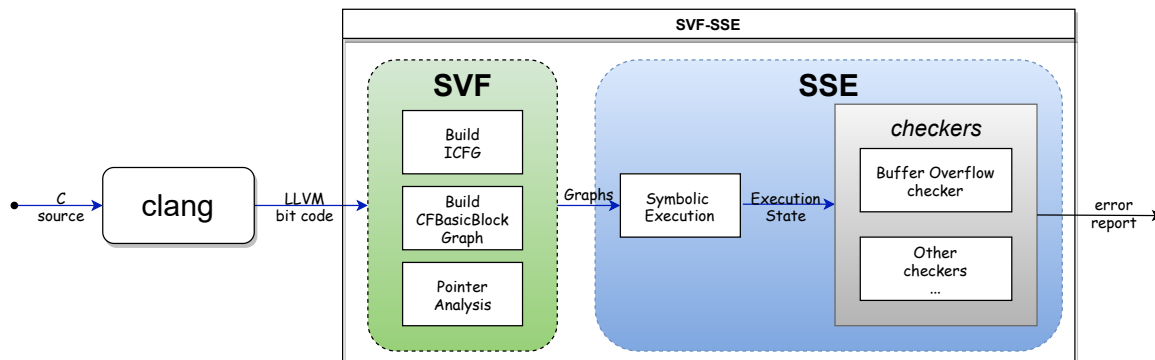 SVF-SSE
SVF
SSE
C
source
clang
LLVM
bit code
Build
ICFG
Build
CFBasicBlock
Graph
Pointer
Analysis
Graphs
Symbolic
Execution
Execution
State
checkers
Buffer Overflow
checker
Other
checkers
...
error
report